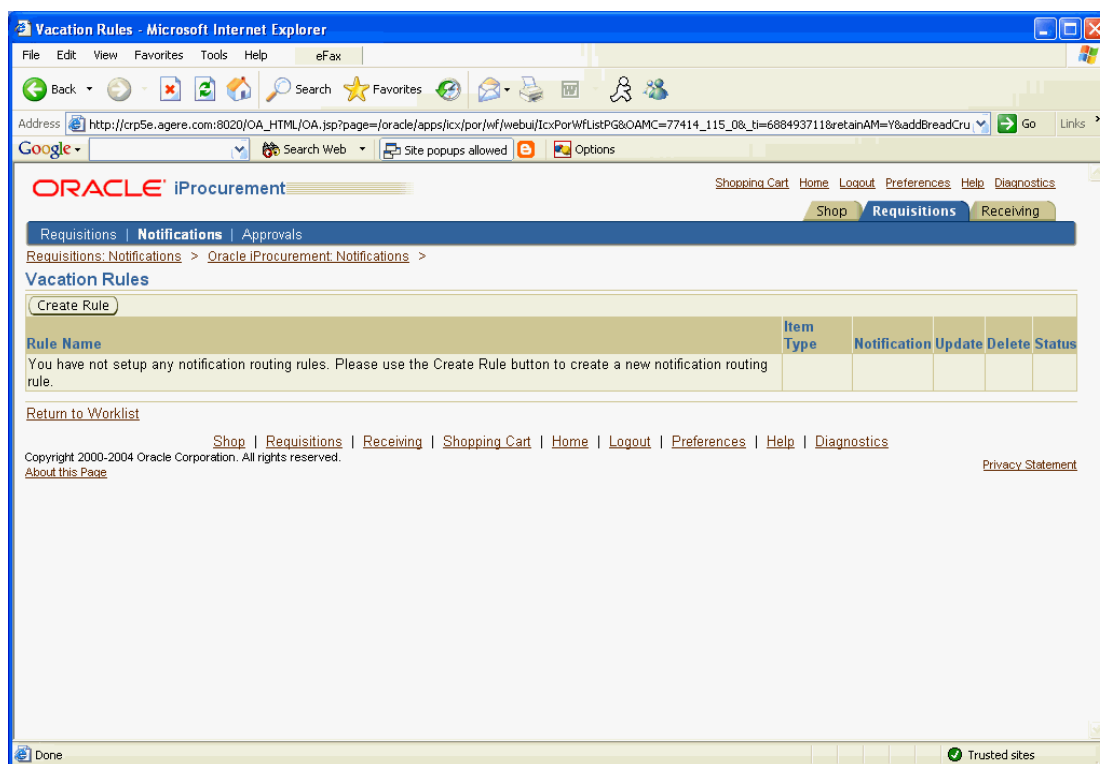 Vacation Rules - Microsoft Internet Explorer
File Edit View Favorites Tools Help eFax
Back Search Favorites
Address http://crp5e.agere.com:8020/OA_HTML/OA.jsp?page=/oracle/apps/icx/por/wf/webui/IcxPorWfListPG&OAMC=77414_115_0&_ti=688493711&retainAM=Y&addBreadCru Go Links
Google Search Web Site popups allowed Options
ORACLE iProcurement
Shopping Cart Home Logout Preferences Help Diagnostics
Shop Requisitions Receiving
Requisitions | Notifications | Approvals
Requisitions: Notifications > Oracle iProcurement: Notifications >
Vacation Rules
Create Rule
Rule Name Item Type Notification Update Delete Status
You have not setup any notification routing rules. Please use the Create Rule button to create a new notification routing
rule.
Return to Worklist
Shop | Requisitions | Receiving | Shopping Cart | Home | Logout | Preferences | Help | Diagnostics
Copyright 2000-2004 Oracle Corporation. All rights reserved.
About this Page
Privacy Statement
Done Trusted sites